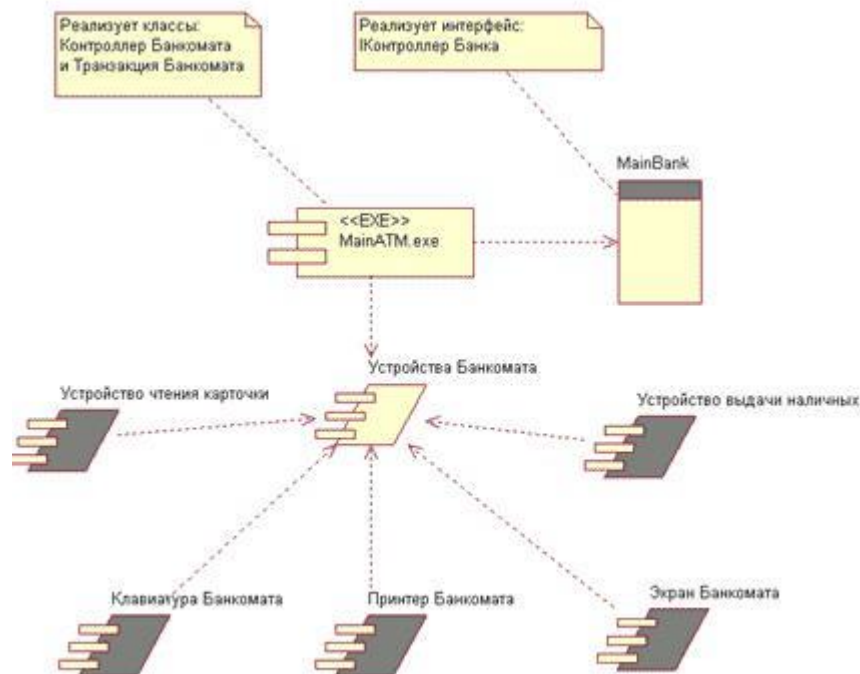 Реализует классы:
Контроллер Банкомата
и Транзакция Банкомата
Реализует интерфейс:
IКонтроллер Банка
MainBank
<<EXE>>
MainATM.exe
Устройства Банкомата
Устройство чтения карточки
Устройство выдачи наличных
Клавиатура Банкомата
Принтер Банкомата
Экран Банкомата